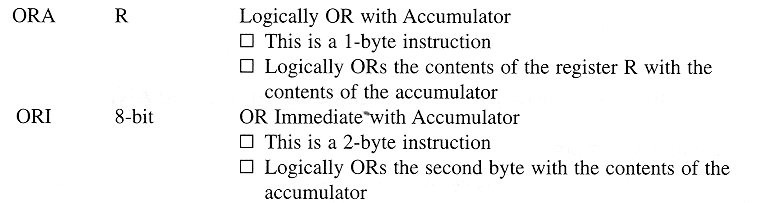 ORA R Logically OR with Accumulator
□ This is a 1-byte instruction
□ Logically ORs the contents of the register R with the
contents of the accumulator
ORI 8-bit OR Immediate with Accumulator
□ This is a 2-byte instruction
□ Logically ORs the second byte with the contents of the
accumulator